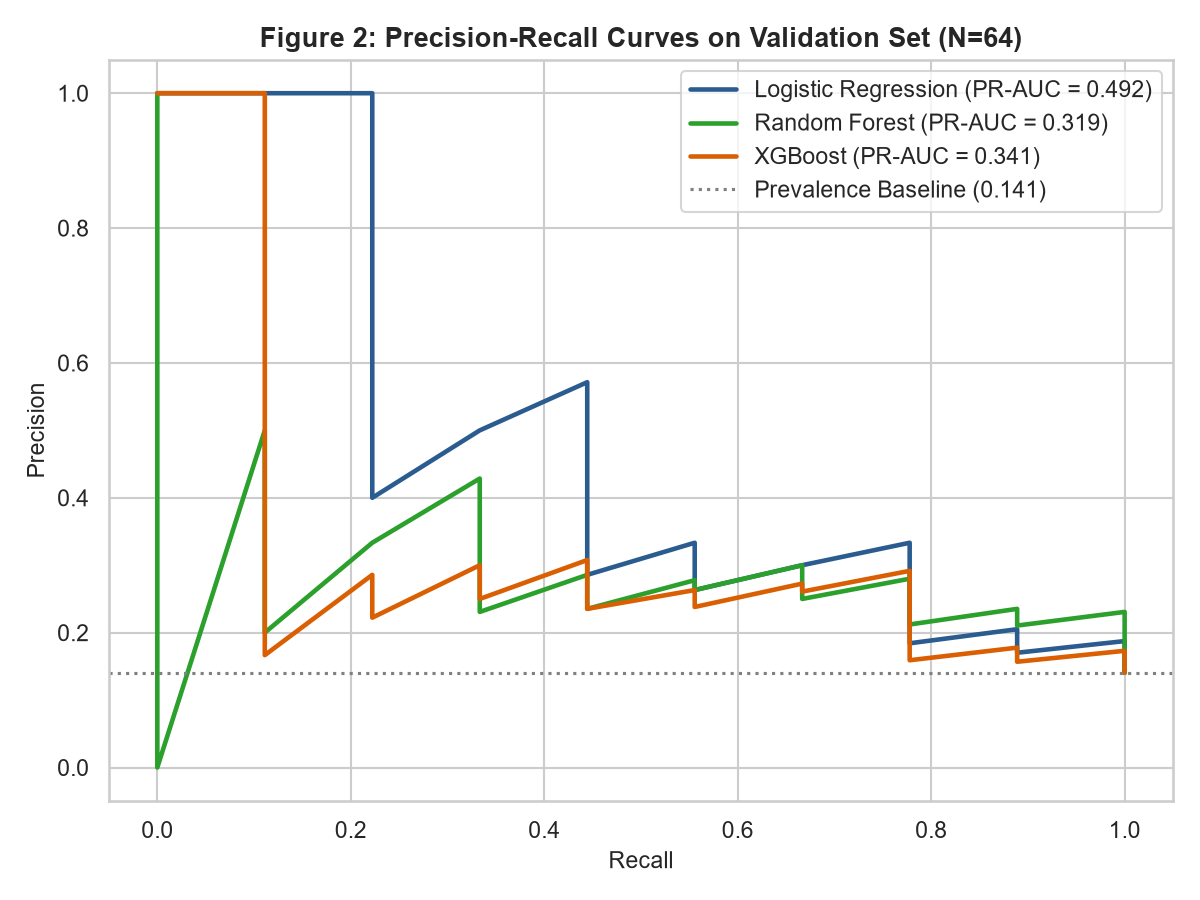 Figure 2: Precision-Recall Curves on Validation Set (N=64)
Logistic Regression (PR-AUC = 0.492)
Random Forest (PR-AUC = 0.319)
XGBoost (PR-AUC = 0.341)
Prevalence Baseline (0.141)
Precision
1.0
0.8
0.6
0.4
0.2
0.0
0.0 0.2 0.4 0.6 0.8 1.0
Recall